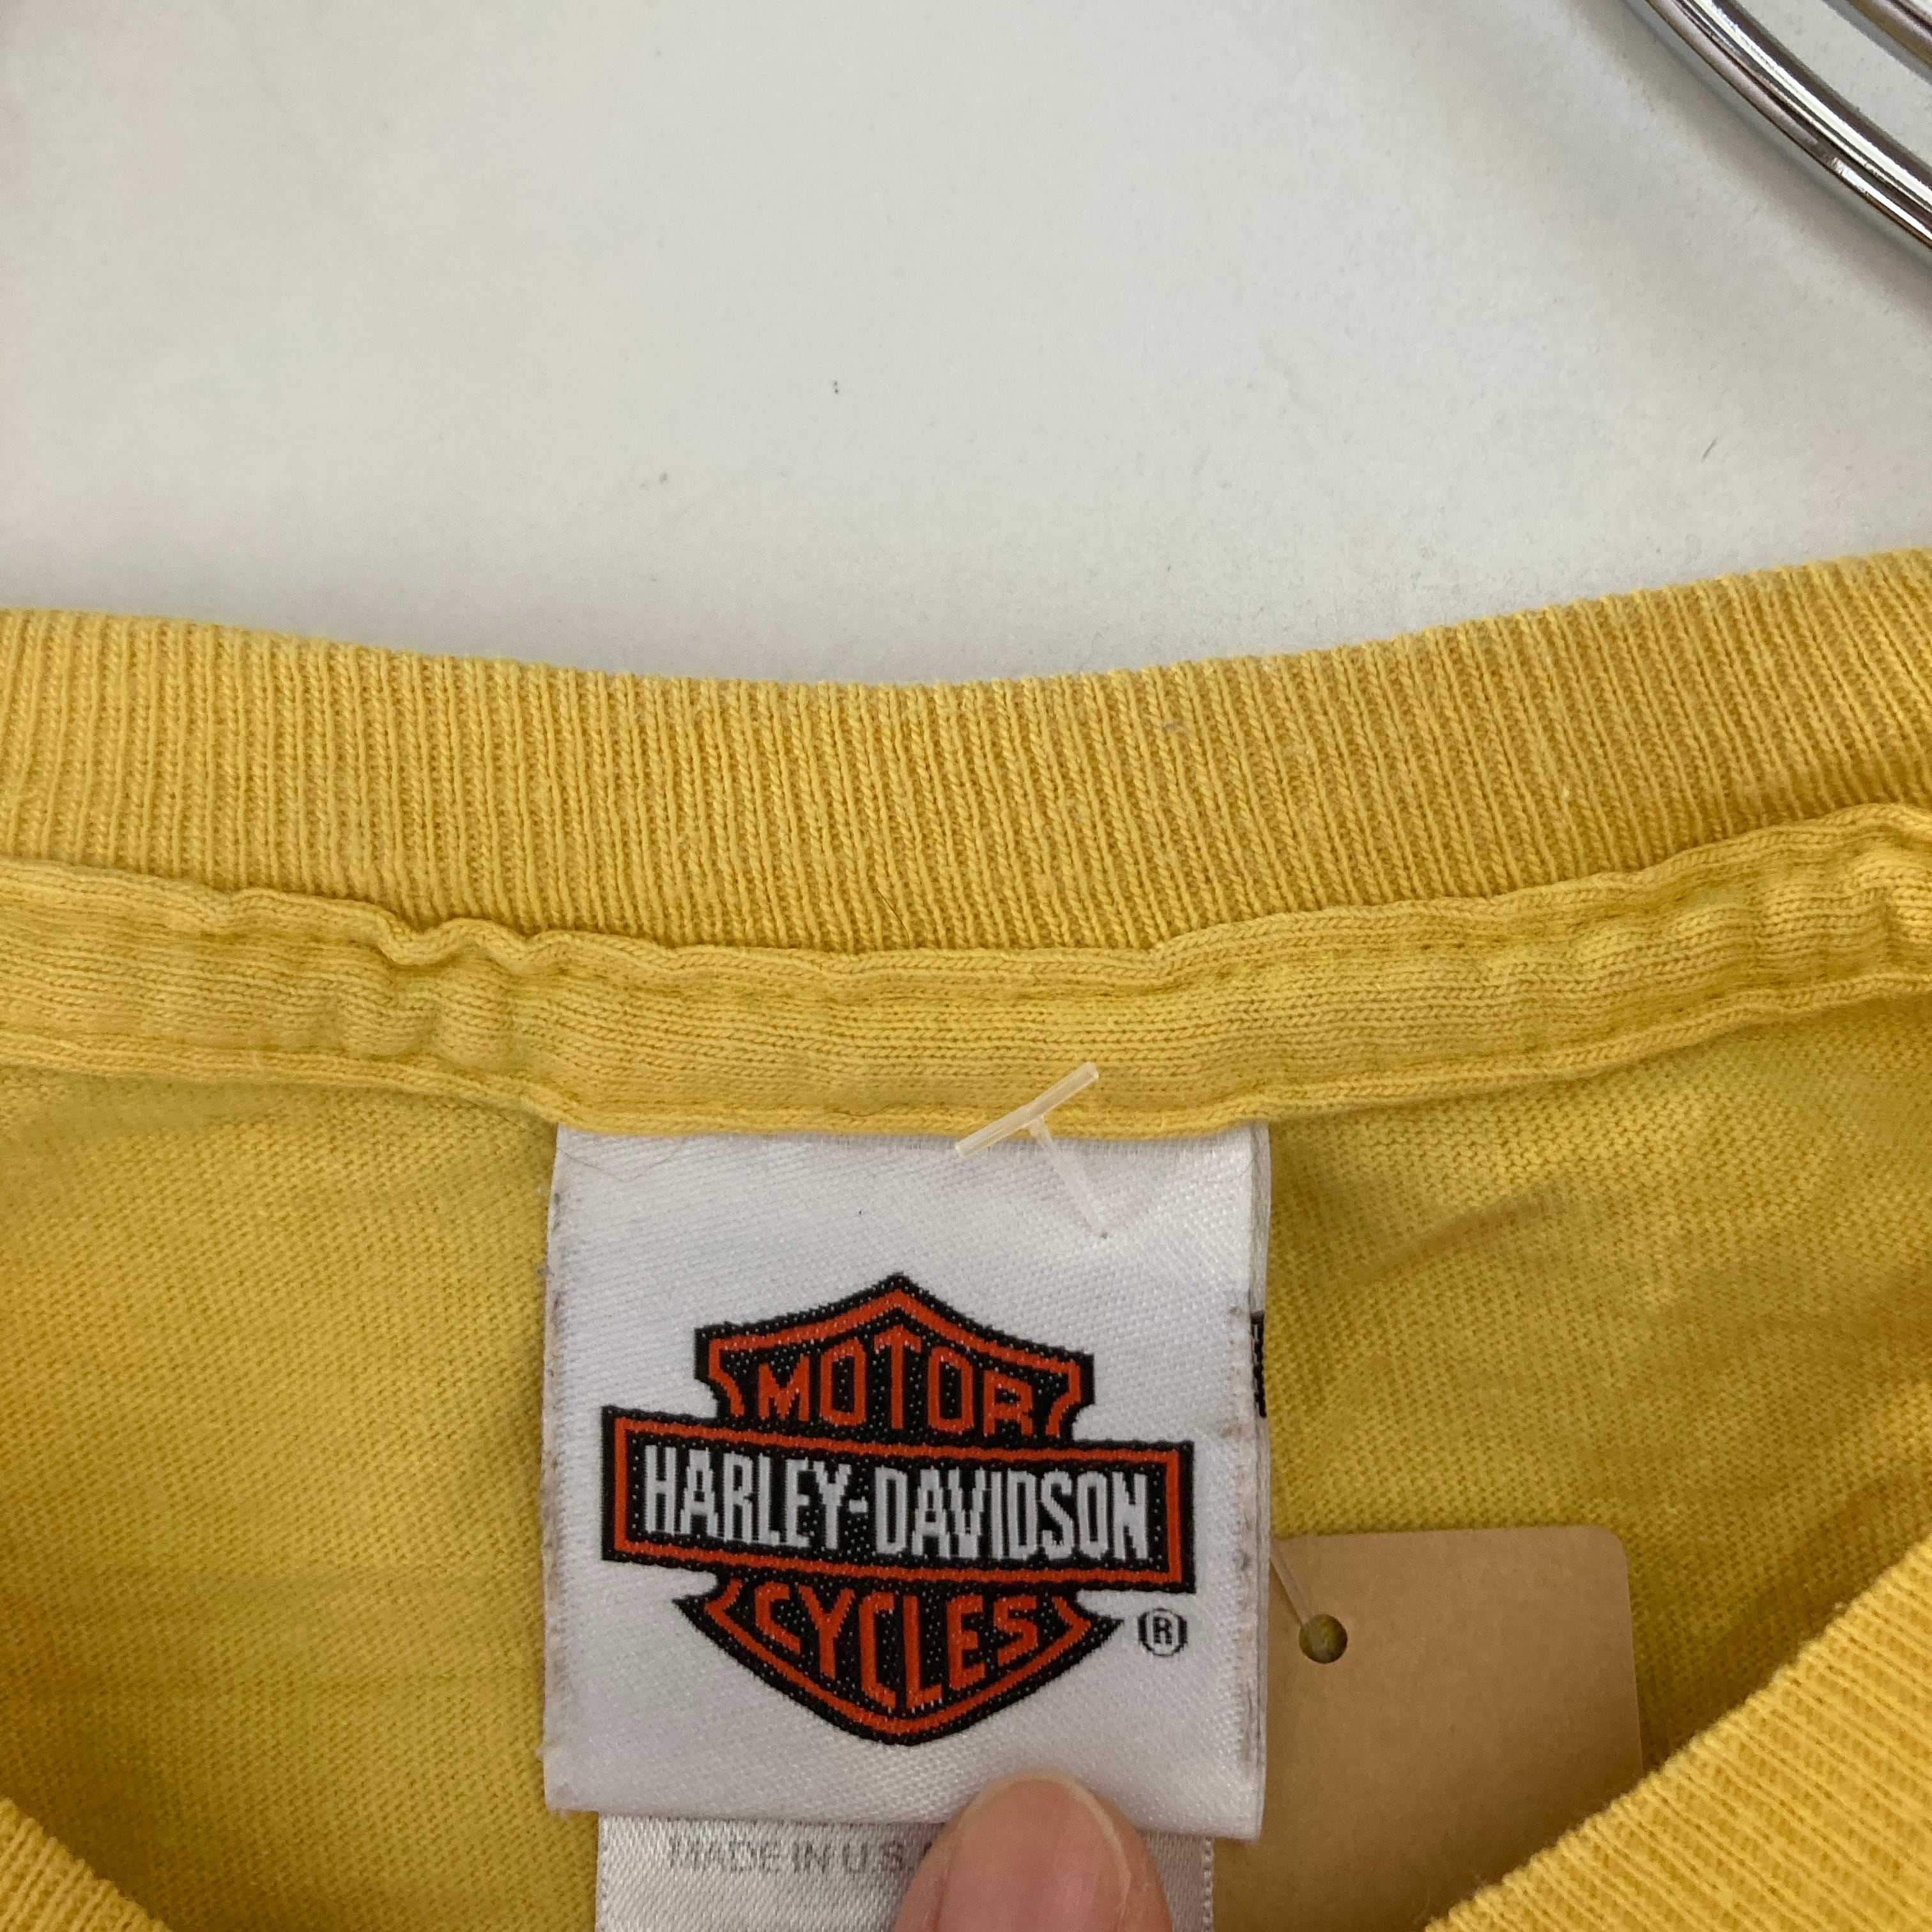 MOTOR
HARLEY-DAVIDSON
CYCLES
®
MADE IN U.S.